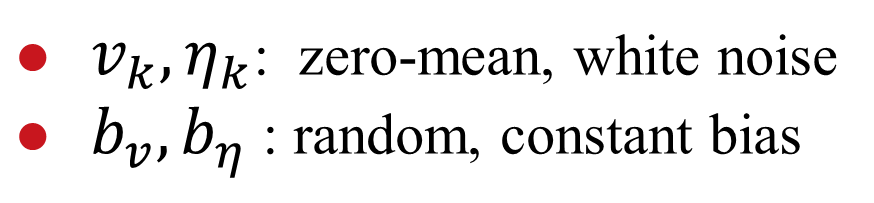 ● v_k, η_k: zero-mean, white noise
● b_v, b_η : random, constant bias